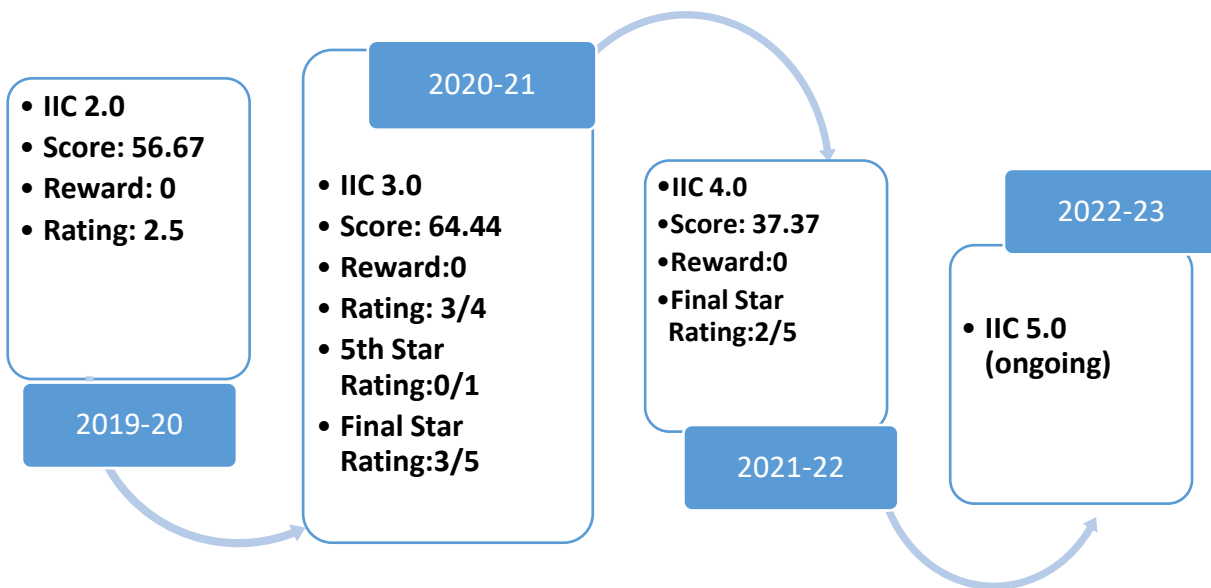 • IIC 2.0
• Score: 56.67
• Reward: 0
• Rating: 2.5
2019-20
2020-21
• IIC 3.0
• Score: 64.44
• Reward:0
• Rating: 3/4
• 5th Star
Rating:0/1
• Final Star
Rating:3/5
•IIC 4.0
•Score: 37.37
•Reward:0
•Final Star
Rating:2/5
2021-22
2022-23
• IIC 5.0
(ongoing)